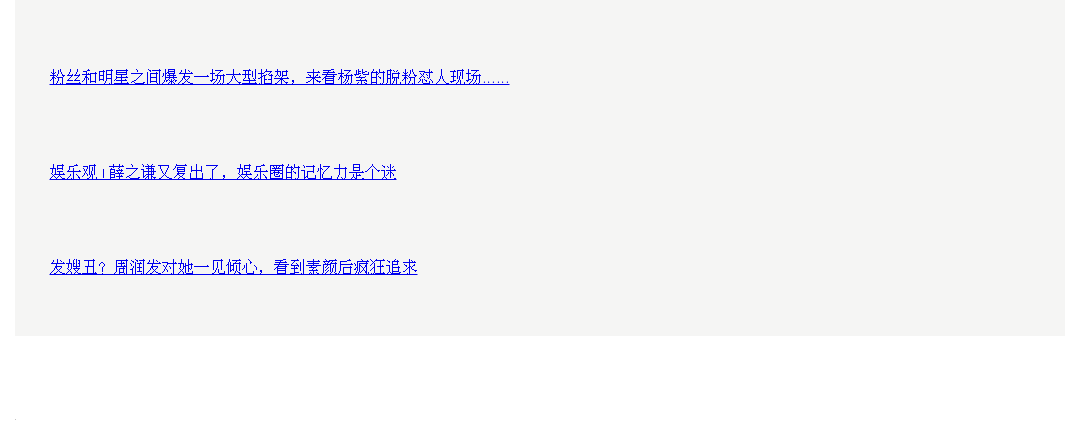 粉丝和明星之间爆发一场大型掐架，来看杨紫的脱粉怼人现场......
娱乐观 | 薛之谦又复出了，娱乐圈的记忆力是个迷
发嫂丑？周润发对她一见倾心，看到素颜后疯狂追求